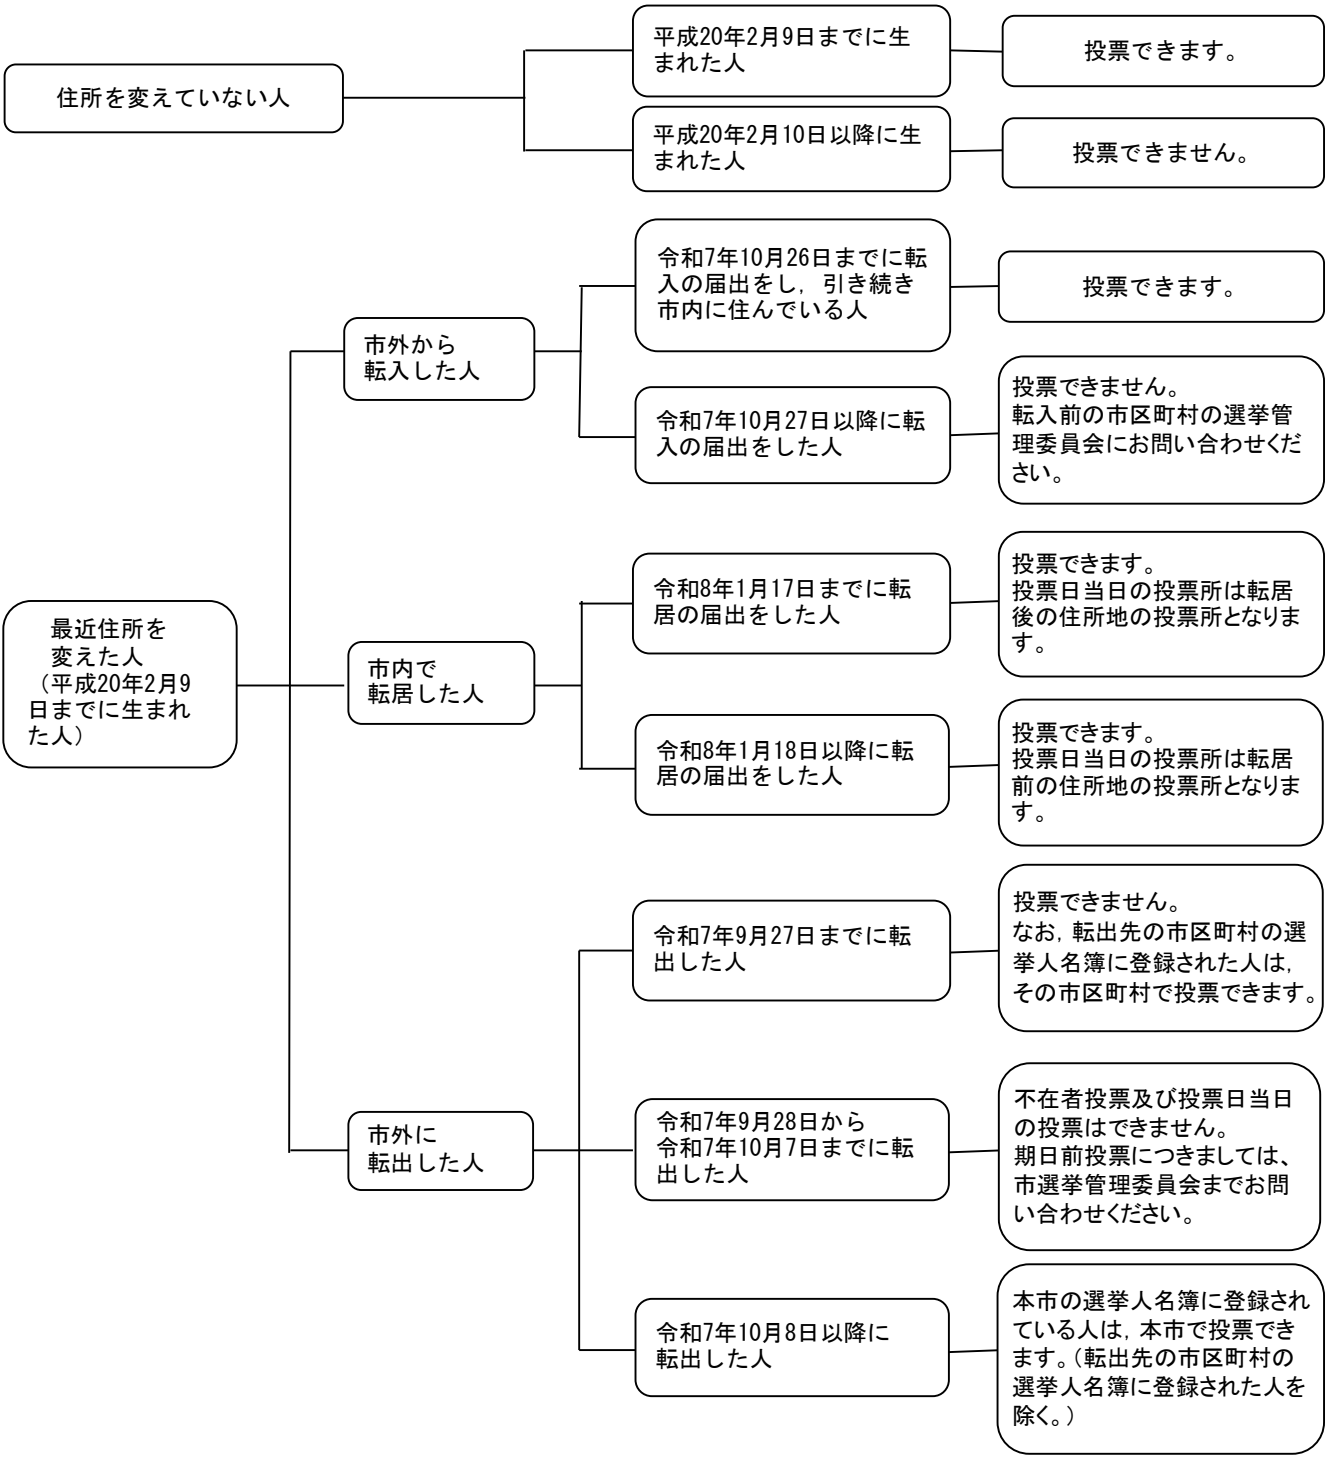 住所を変えていない人
平成20年2月9日までに生
まれた人
投票できます。
平成20年2月10日以降に生
まれた人
投票できません。
最近住所を
変えた人
（平成20年2月9
日までに生まれ
た人）
市外から
転入した人
令和7年10月26日までに転
入の届出をし，引き続き
市内に住んでいる人
投票できます。
令和7年10月27日以降に転
入の届出をした人
投票できません。
転入前の市区町村の選挙管
理委員会にお問い合わせくだ
さい。
市内で
転居した人
令和8年1月17日までに転
居の届出をした人
投票できます。
投票日当日の投票所は転居
後の住所地の投票所となりま
す。
令和8年1月18日以降に転
居の届出をした人
投票できます。
投票日当日の投票所は転居
前の住所地の投票所となりま
す。
市外に
転出した人
令和7年9月27日までに転
出した人
投票できません。
なお，転出先の市区町村の選
挙人名簿に登録された人は，
その市区町村で投票できます。
令和7年9月28日から
令和7年10月7日までに転
出した人
不在者投票及び投票日当日
の投票はできません。
期日前投票につきましては、
市選挙管理委員会までお問
い合わせください。
令和7年10月8日以降に
転出した人
本市の選挙人名簿に登録され
ている人は，本市で投票でき
ます。（転出先の市区町村の
選挙人名簿に登録された人を
除く。）